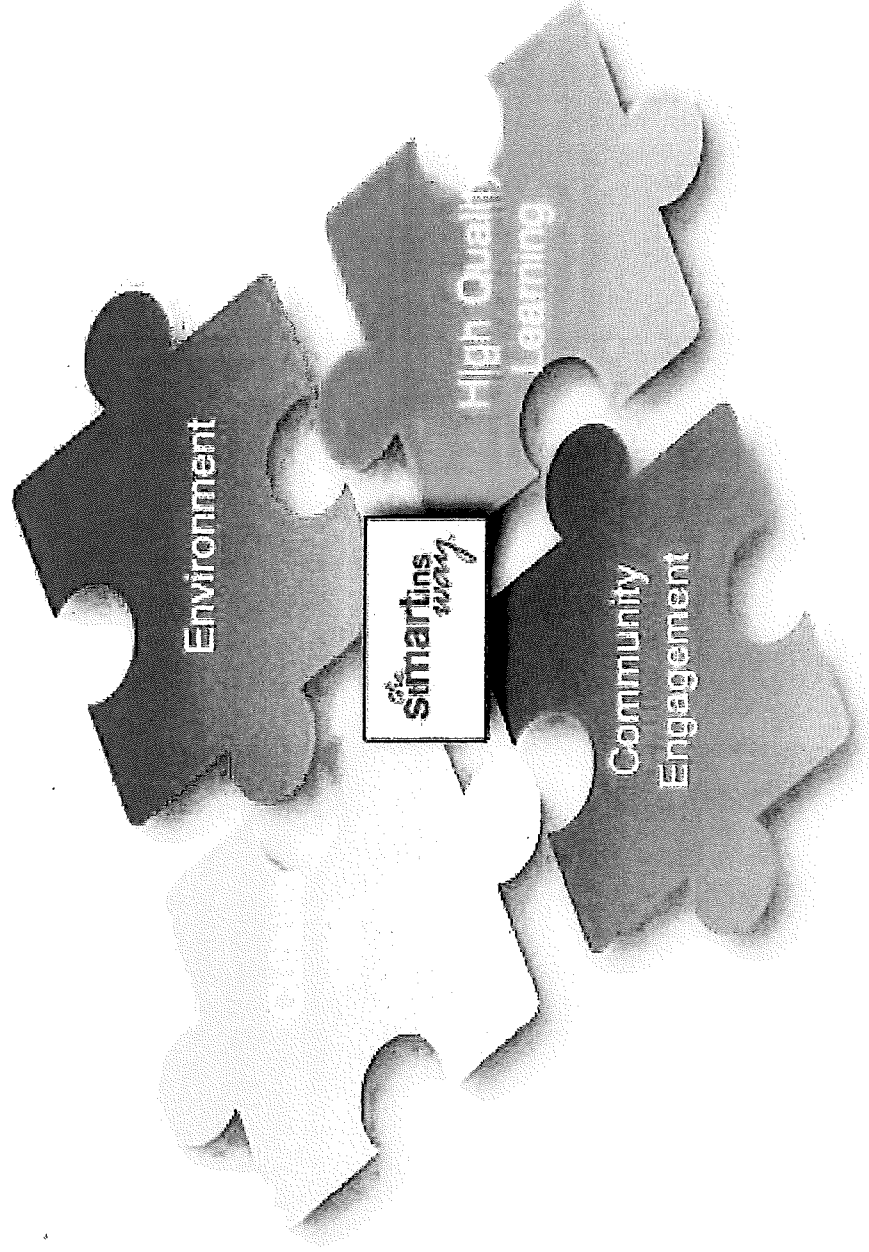 Environment
High Quality
Learning
the
stmartins
way
Community
Engagement